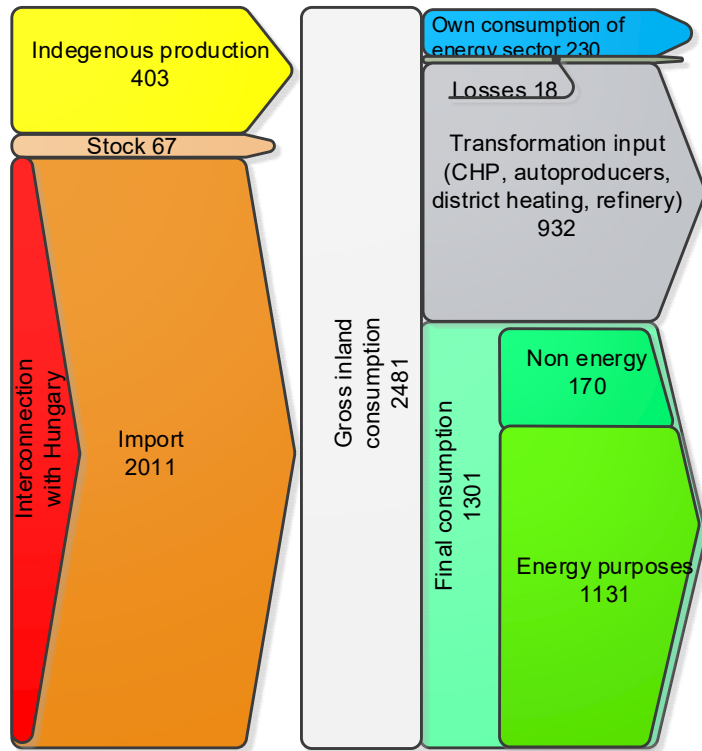 Indegenous production
403
Stock 67
Interconnection
with Hungary
Import
2011
Gross inland
consumption
2481
Own consumption of
energy sector 230
Losses 18
Transformation input
(CHP, autoproducers,
district heating, refinery)
932
Final consumption
1301
Non energy
170
Energy purposes
1131